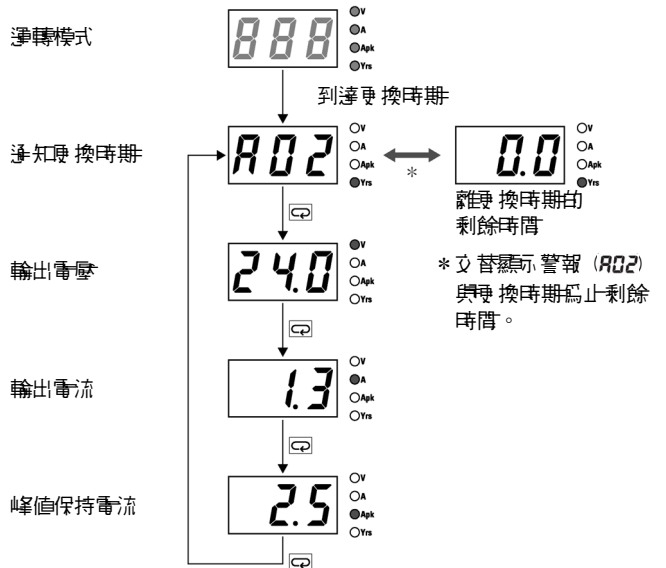 運轉模式
888
V
A
Apk
Yrs
到達更換時期
通知更換時期
A02
V
A
Apk
Yrs
*
0.0
V
A
Apk
Yrs
離更換時期的
剩餘時間
輸出電壓
24.0
V
A
Apk
Yrs
*交替顯示警報（A02）
與更換時期為止剩餘
時間。
輸出電流
1.3
V
A
Apk
Yrs
峰值保持電流
2.5
V
A
Apk
Yrs